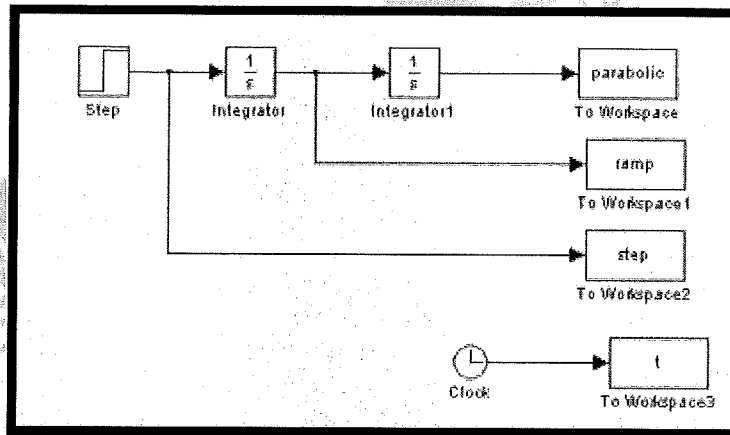 1
s
1
s
parabolic
Step
Integrator
Integrator1
To Workspace
ramp
To Workspace1
step
To Workspace2
t
Clock
To Workspace3